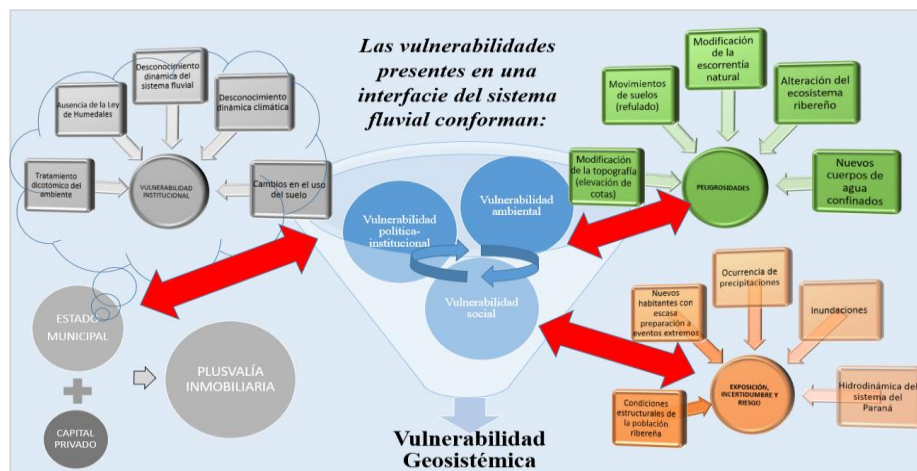 Las vulnerabilidades
presentes en una
interficie del sistema
fluvial conforman:
Desconocimiento
dinámica del
sistema fluvial
Ausencia de la Ley
de Humedales
Desconocimiento
dinámica climática
Tratamiento
dicotómico del
ambiente
VULNERABILIDAD
INSTITUCIONAL
Cambios en el uso
del suelo
Modificación
de la
escorrentía
natural
Movimientos
de suelos
(refulado)
Alteración del
ecosistema
ribereño
Modificación
de la topografía
(elevación de
cotas)
PELIGROSIDADES
Nuevos
cuerpos de
agua
confinados
Vulnerabilidad
política-
institucional
Vulnerabilidad
ambiental
Vulnerabilidad
social
ESTADO
MUNICIPAL
CAPITAL
PRIVADO
PLUSVALÍA
INMOBILIARIA
Ocurrencia de
precipitaciones
Nuevos
habitantes con
escasa
preparación a
eventos extremos
Inundaciones
Condiciones
estructurales de
la población
ribereña
EXPOSICIÓN,
INCERTIDUMBRE Y
RIESGO
Hidrodinámica del
sistema del
Paraná
Vulnerabilidad
Geosistémica